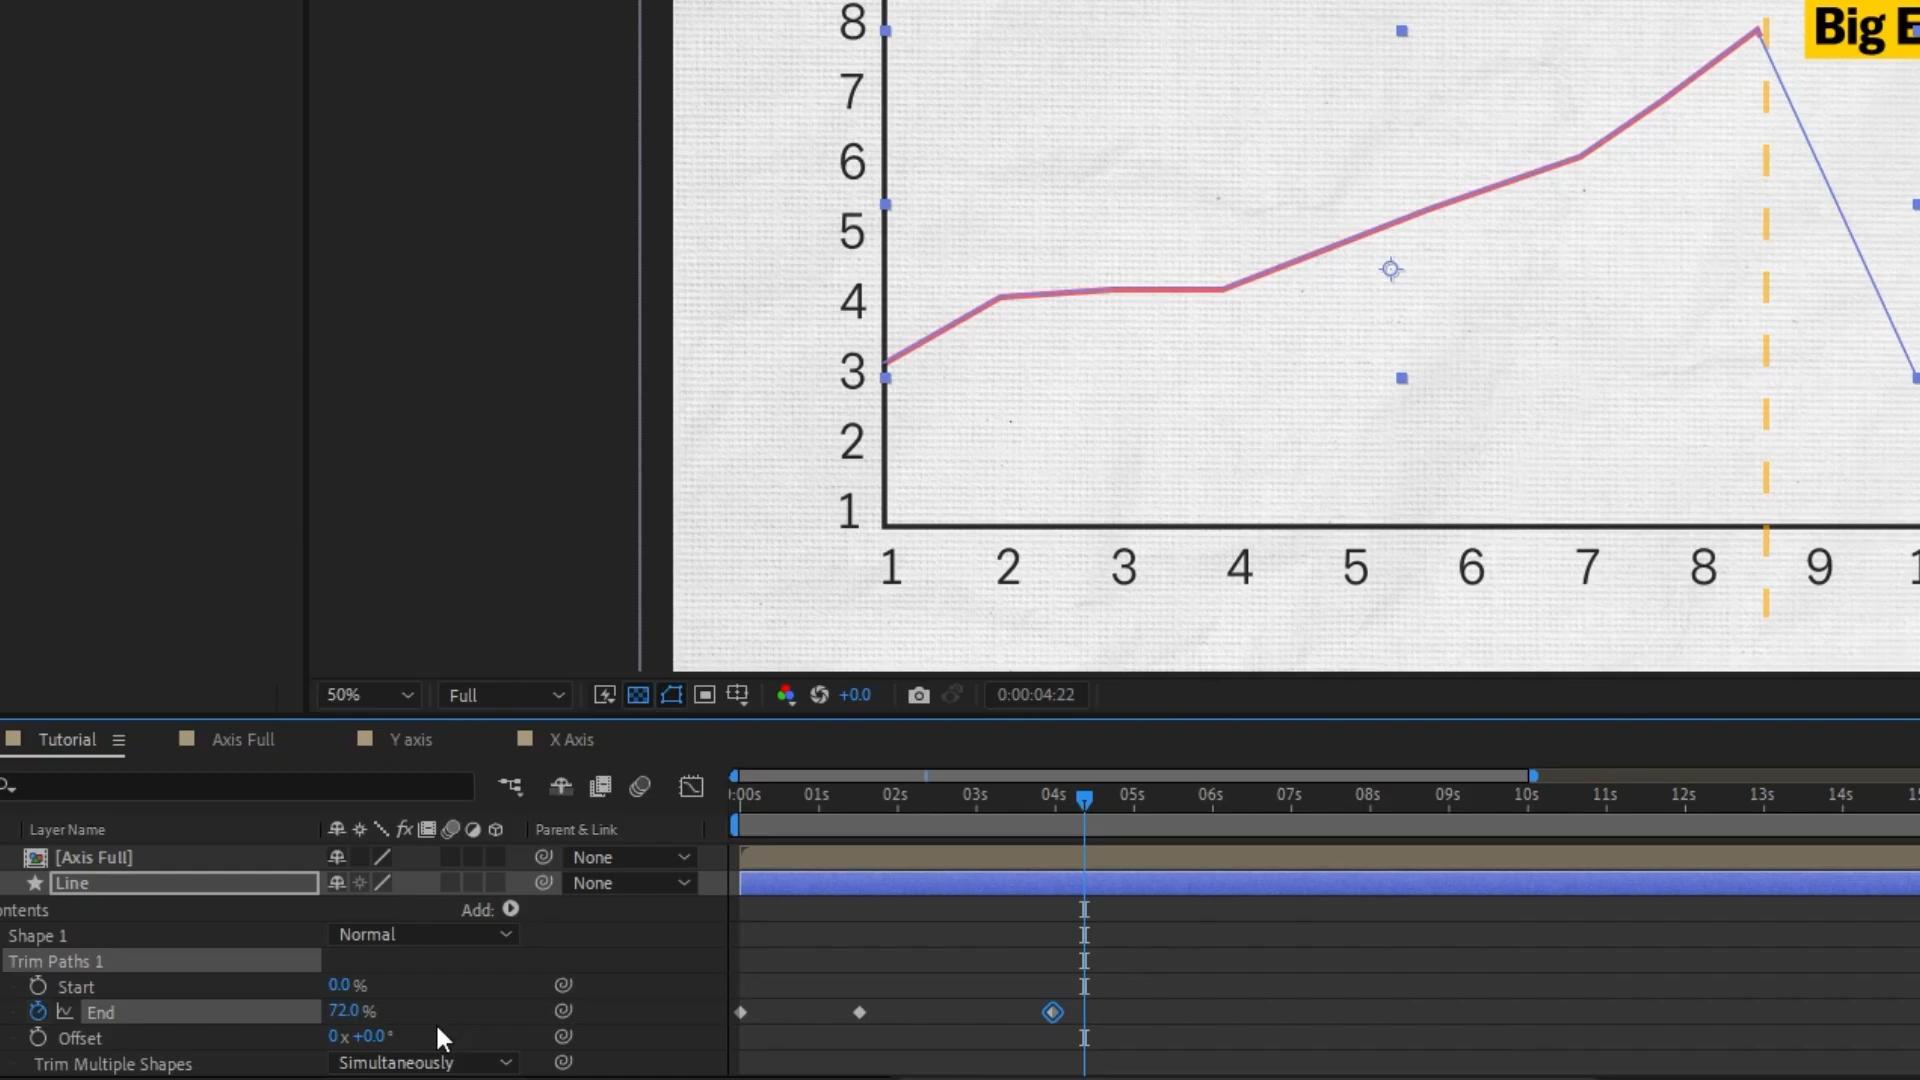 8
Big E
7
6
5
4
3
2
1
1 2 3 4 5 6 7 8 9 1
50% Full +0.0 0:00:04:22
Tutorial Axis Full Y axis X Axis
:00s 01s 02s 03s 04s 05s 06s 07s 08s 09s 10s 11s 12s 13s 14s 15
Layer Name fx Parent & Link
[Axis Full] None
Line None
ontents Add:
Shape 1 Normal
Trim Paths 1
Start 0.0 %
End 72.0 %
Offset 0 x +0.0 °
Trim Multiple Shapes Simultaneously